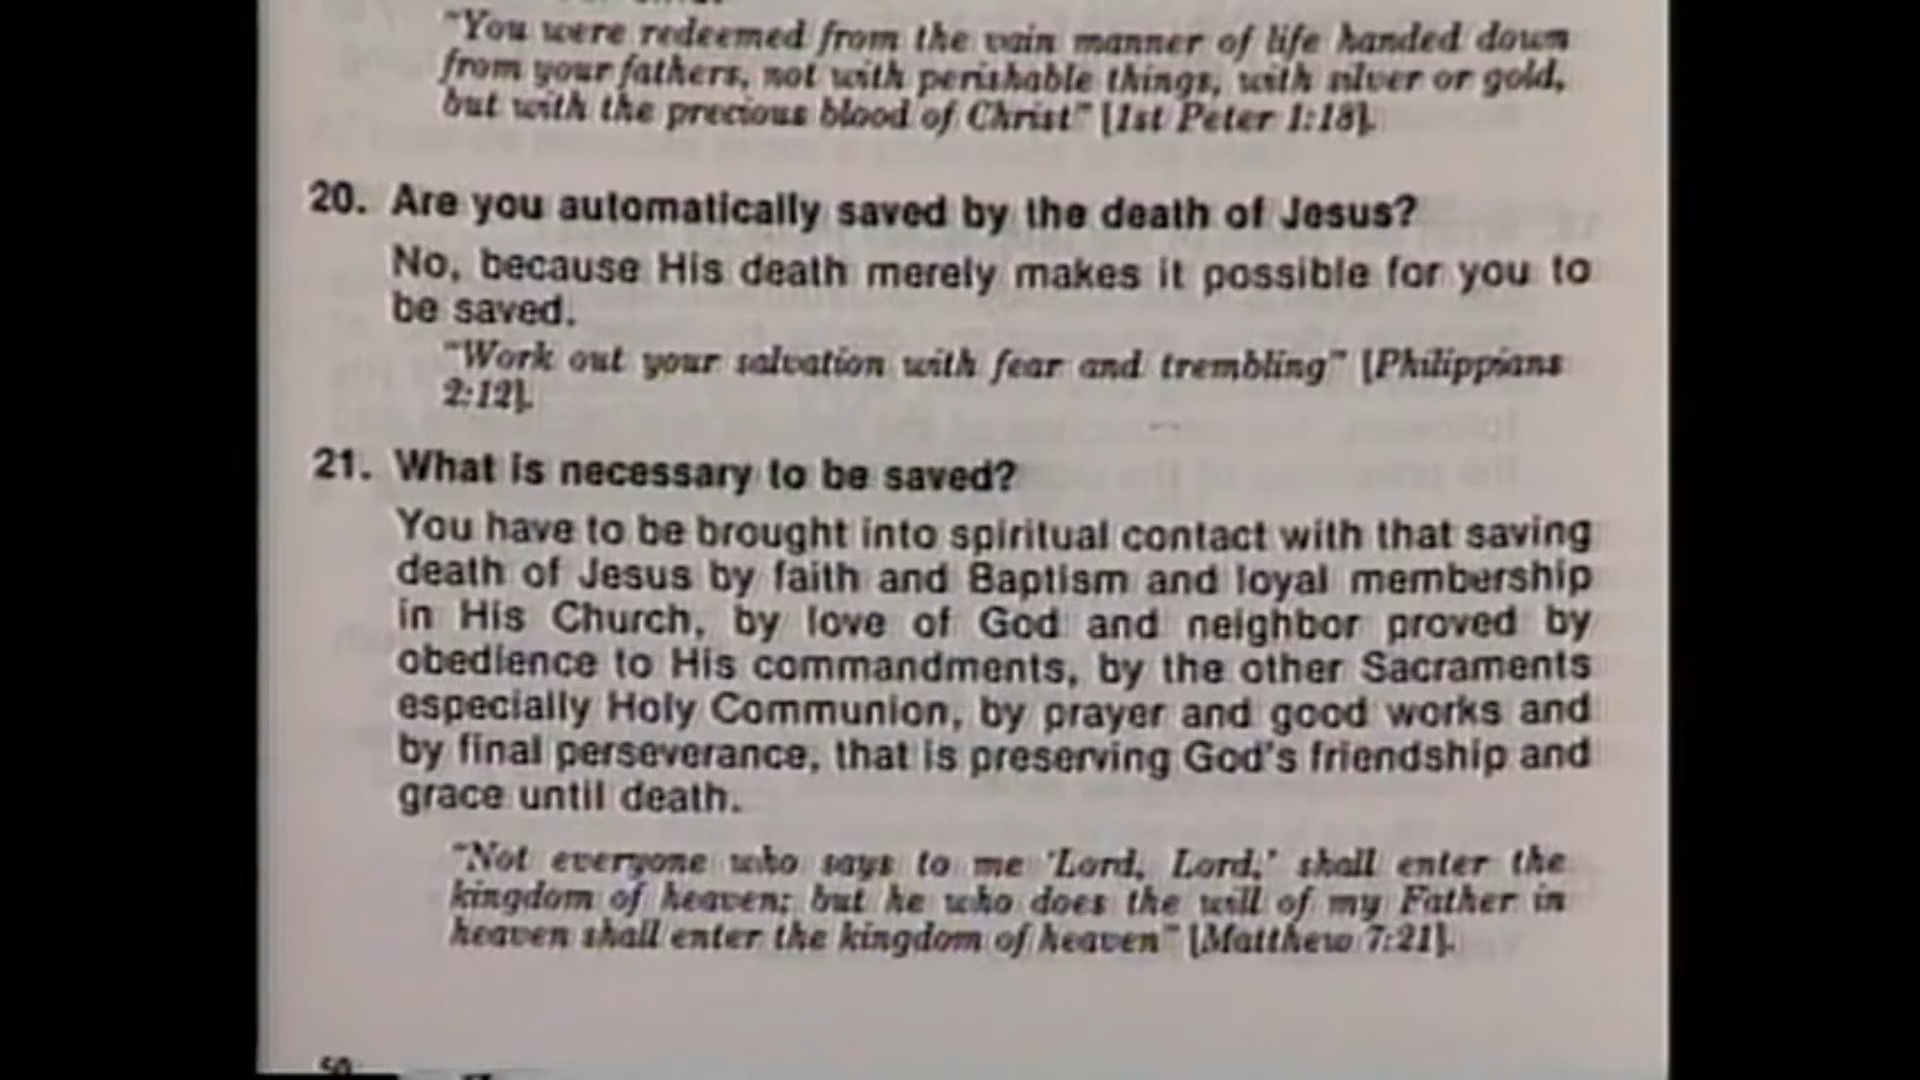 "You were redeemed from the vain manner of life handed down
from your fathers, not with perishable things, with silver or gold,
but with the precious blood of Christ" [1st Peter 1:18].
20. Are you automatically saved by the death of Jesus?
No, because His death merely makes it possible for you to
be saved.
"Work out your salvation with fear and trembling" [Philippians
2:12].
21. What is necessary to be saved?
You have to be brought into spiritual contact with that saving
death of Jesus by faith and Baptism and loyal membership
in His Church, by love of God and neighbor proved by
obedience to His commandments, by the other Sacraments
especially Holy Communion, by prayer and good works and
by final perseverance, that is preserving God's friendship and
grace until death.
"Not everyone who says to me 'Lord, Lord,' shall enter the
kingdom of heaven; but he who does the will of my Father in
heaven shall enter the kingdom of heaven" [Matthew 7:21].
50